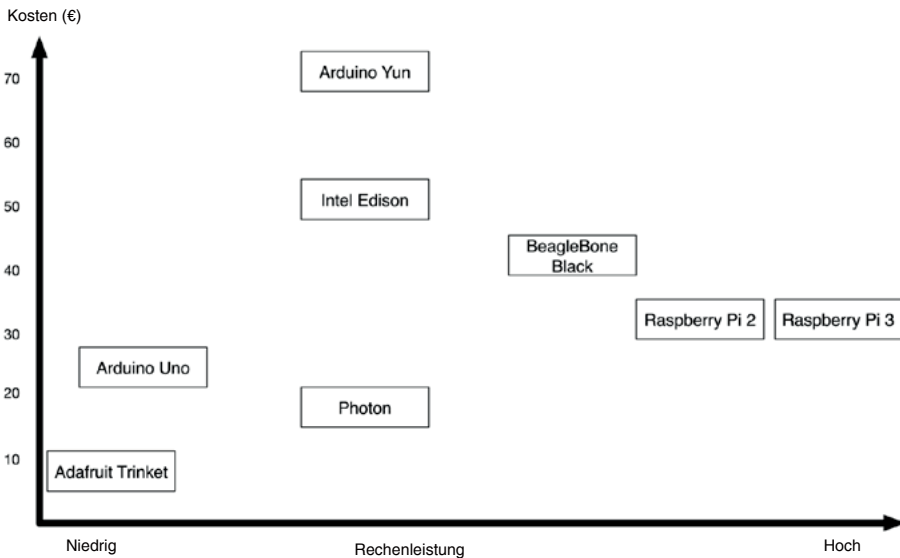 Kosten (€)
70
Arduino Yun
60
50
Intel Edison
BeagleBone
Black
40
Raspberry Pi 2
Raspberry Pi 3
30
Arduino Uno
20
Photon
10
Adafruit Trinket
Niedrig
Rechenleistung
Hoch